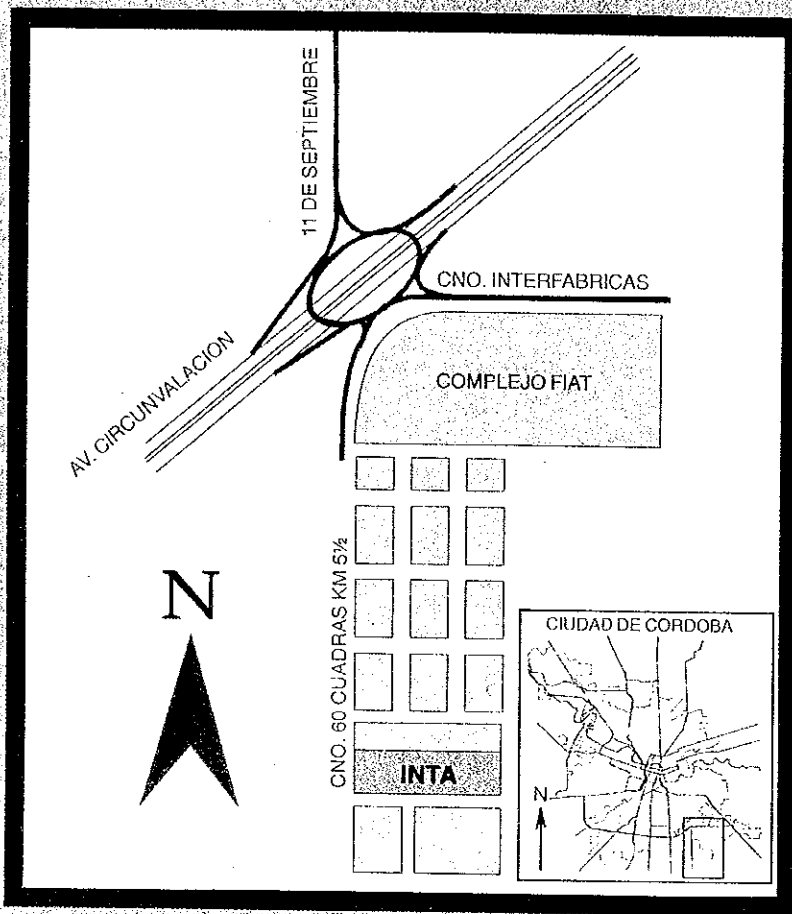 11 DE SEPTIEMBRE
CNO. INTERFABRICAS
COMPLEJO FIAT
AV. CIRCUNVALACION
CNO. 60 CUADRAS KM 5½
N
CIUDAD DE CORDOBA
N
INTA